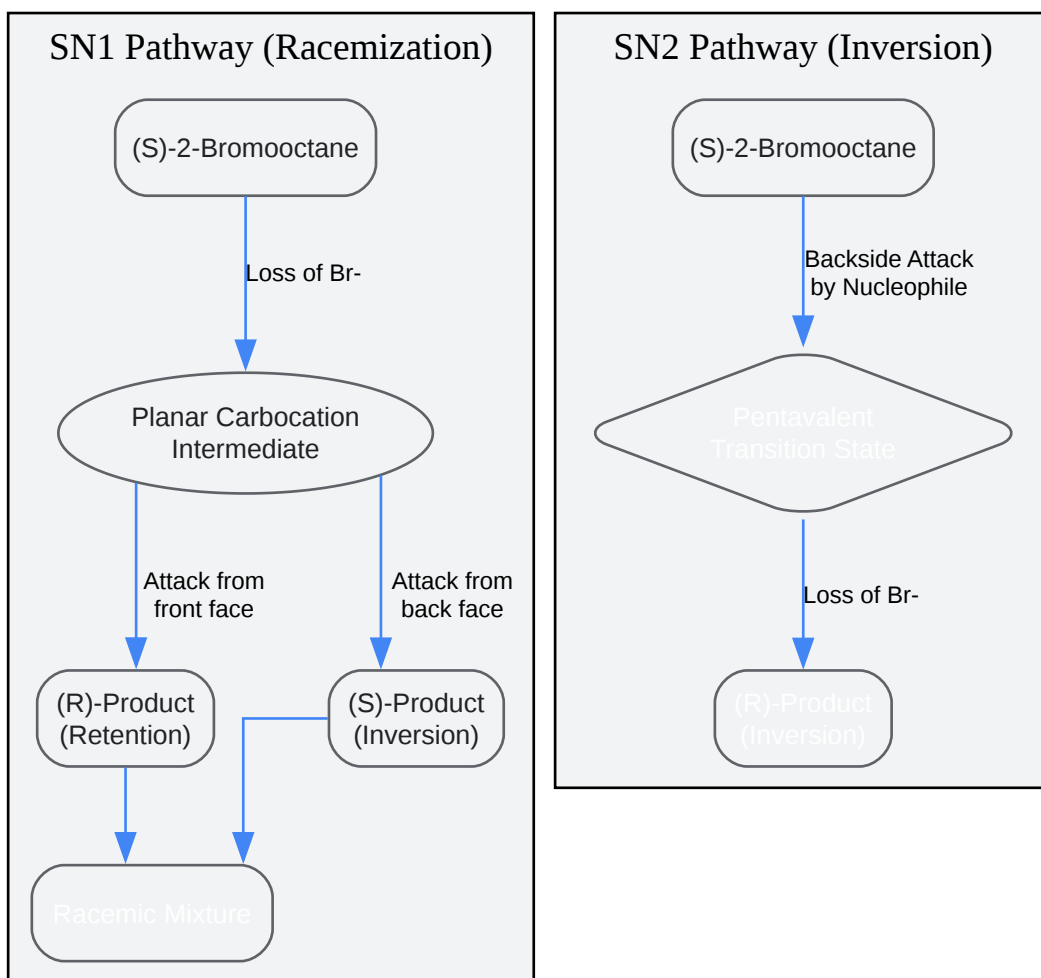 SN1 Pathway (Racemization)
(S)-2-Bromooctane
Loss of Br-
Planar Carbocation
Intermediate
Attack from
front face
Attack from
back face
(R)-Product
(Retention)
(S)-Product
(Inversion)
Racemic Mixture
SN2 Pathway (Inversion)
(S)-2-Bromooctane
Backside Attack
by Nucleophile
Pentavalent
Transition State
Loss of Br-
(R)-Product
(Inversion)